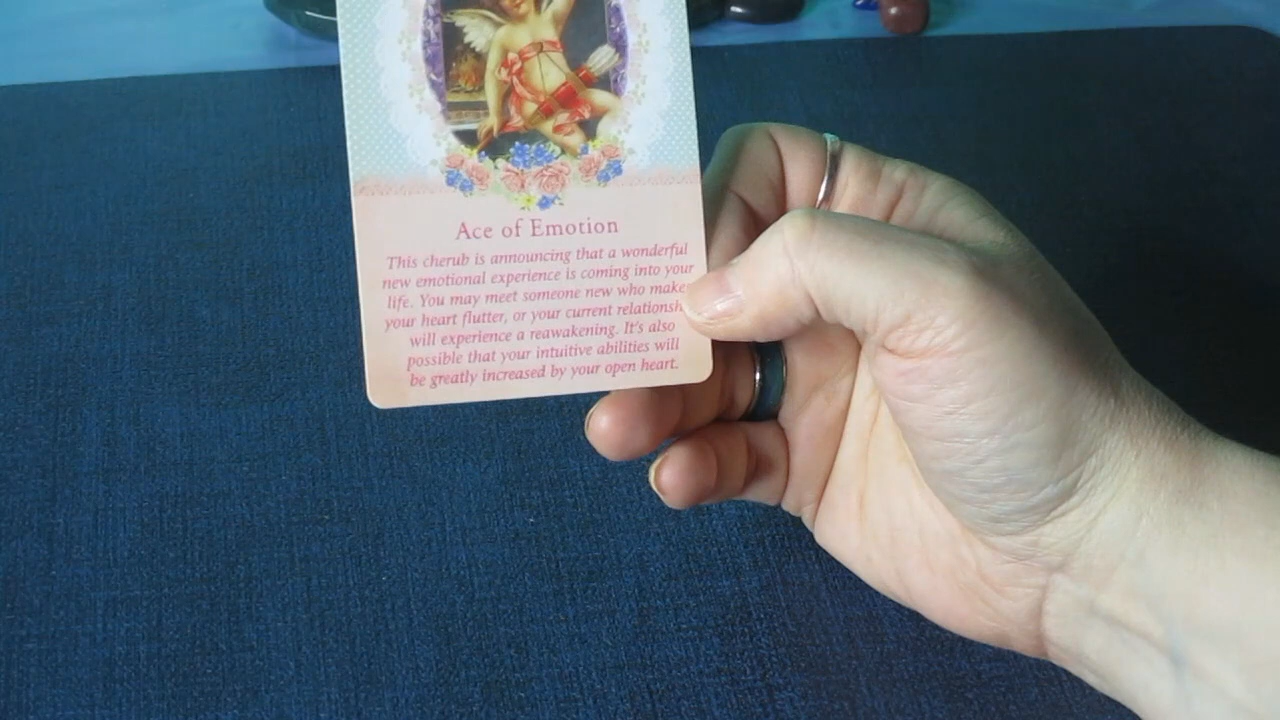 Ace of Emotion
This cherub is announcing that a wonderful
new emotional experience is coming into your
life. You may meet someone new who make
your heart flutter, or your current relationsh
will experience a reawakening. It's also
possible that your intuitive abilities will
be greatly increased by your open heart.